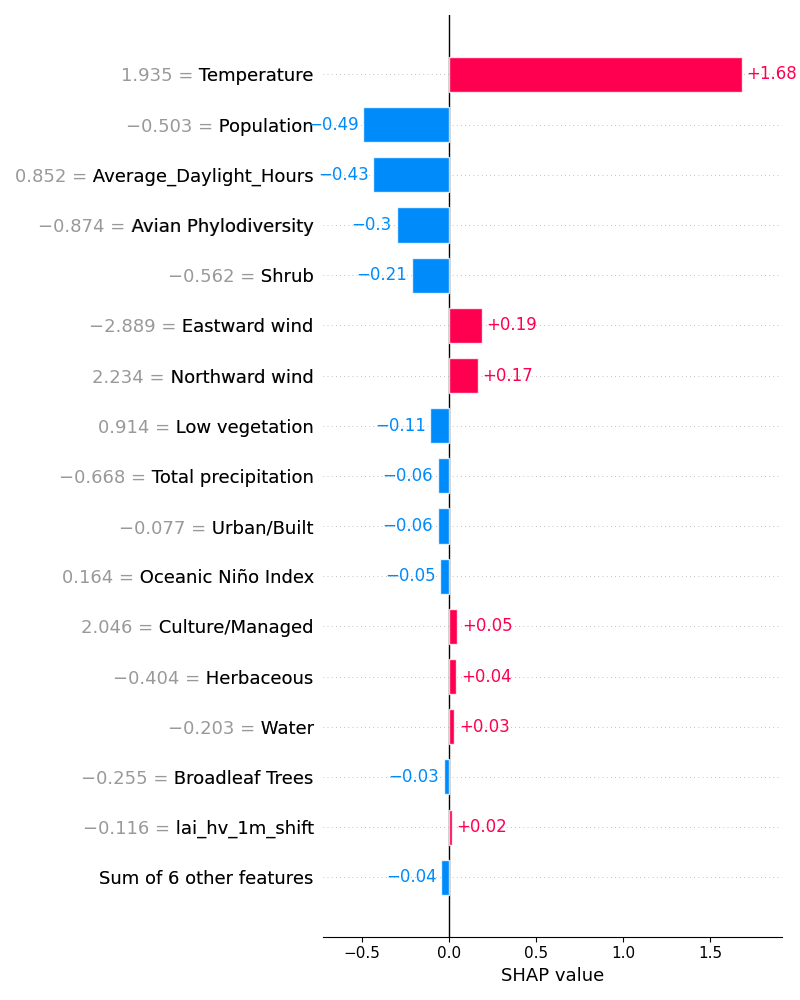 1.935 = Temperature +1.68
−0.503 = Population −0.49
0.852 = Average_Daylight_Hours −0.43
−0.874 = Avian Phylodiversity −0.3
−0.562 = Shrub −0.21
−2.889 = Eastward wind +0.19
2.234 = Northward wind +0.17
0.914 = Low vegetation −0.11
−0.668 = Total precipitation −0.06
−0.077 = Urban/Built −0.06
0.164 = Oceanic Niño Index −0.05
2.046 = Culture/Managed +0.05
−0.404 = Herbaceous +0.04
−0.203 = Water +0.03
−0.255 = Broadleaf Trees −0.03
−0.116 = lai_hv_1m_shift +0.02
Sum of 6 other features −0.04
−0.5 0.0 0.5 1.0 1.5
SHAP value